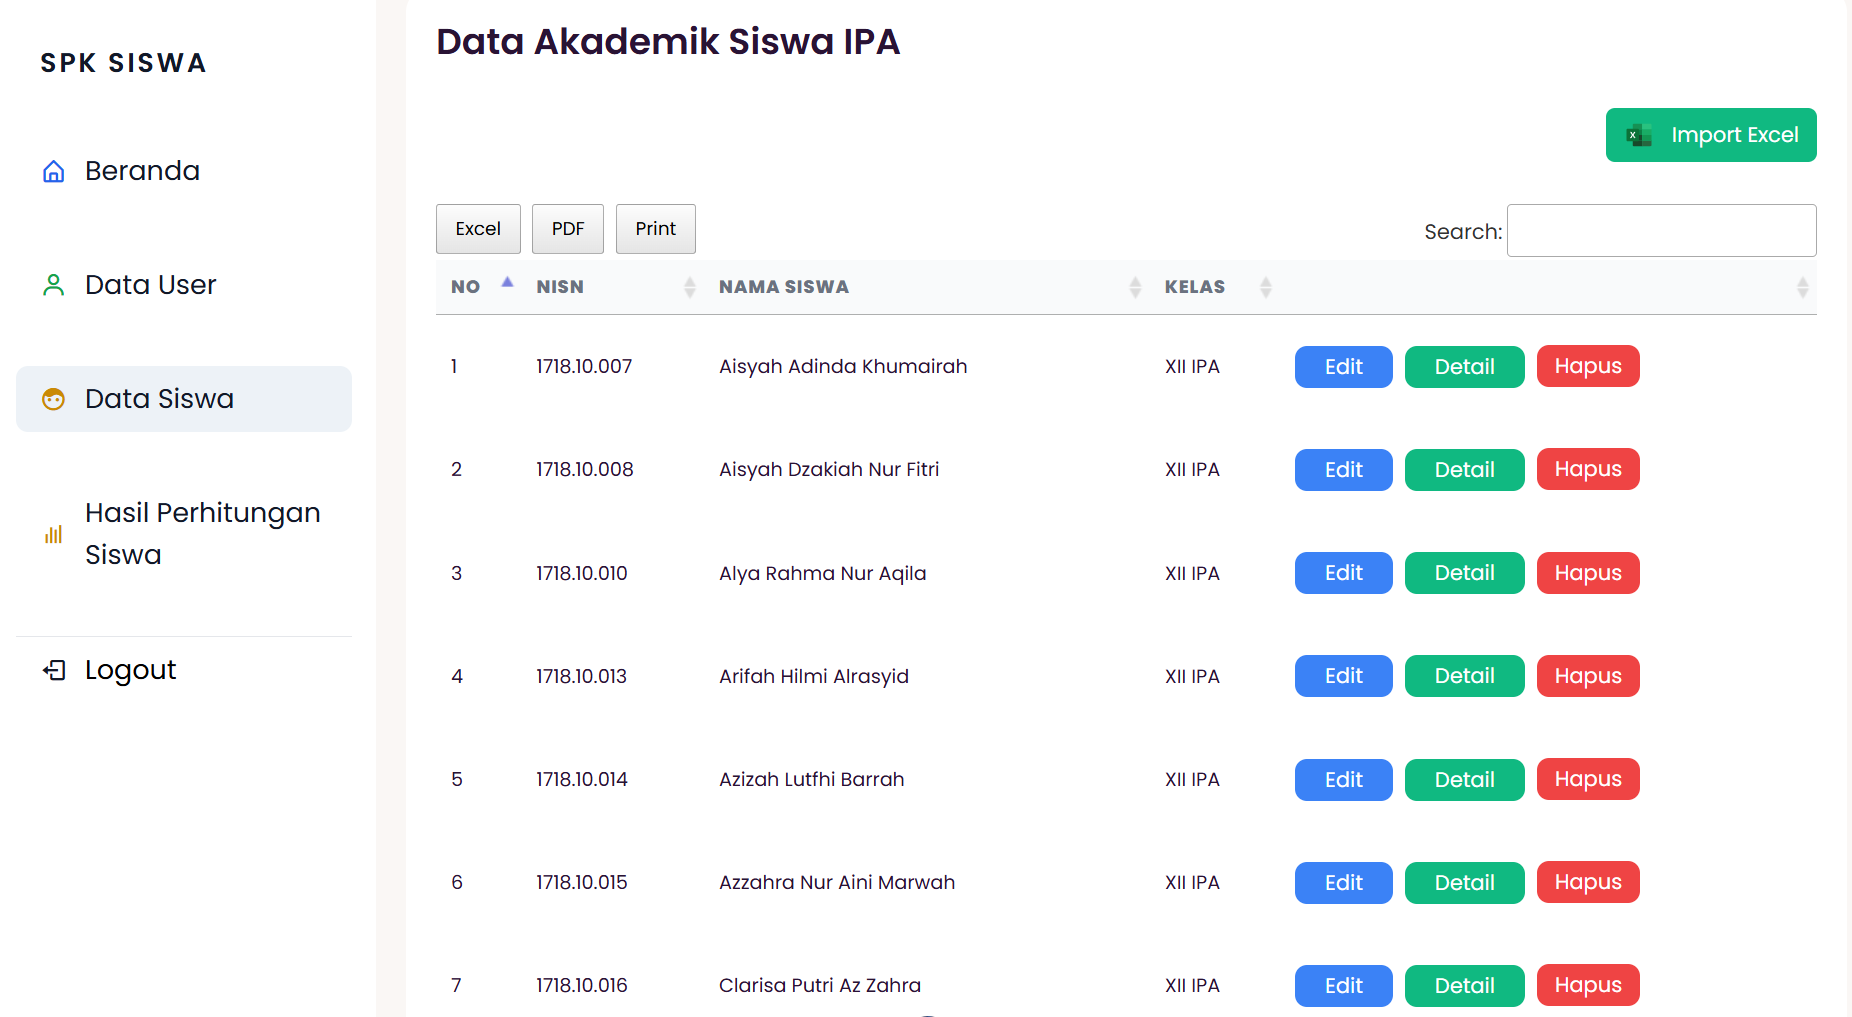 SPK SISWA
Beranda
Data User
Data Siswa
Hasil Perhitungan
Siswa
Logout
Data Akademik Siswa IPA
Import Excel
Excel PDF Print
Search:
NO NISN NAMA SISWA KELAS
1 1718.10.007 Aisyah Adinda Khumairah XII IPA Edit Detail Hapus
2 1718.10.008 Aisyah Dzakiah Nur Fitri XII IPA Edit Detail Hapus
3 1718.10.010 Alya Rahma Nur Aqila XII IPA Edit Detail Hapus
4 1718.10.013 Arifah Hilmi Alrasyid XII IPA Edit Detail Hapus
5 1718.10.014 Azizah Lutfhi Barrah XII IPA Edit Detail Hapus
6 1718.10.015 Azzahra Nur Aini Marwah XII IPA Edit Detail Hapus
7 1718.10.016 Clarisa Putri Az Zahra XII IPA Edit Detail Hapus